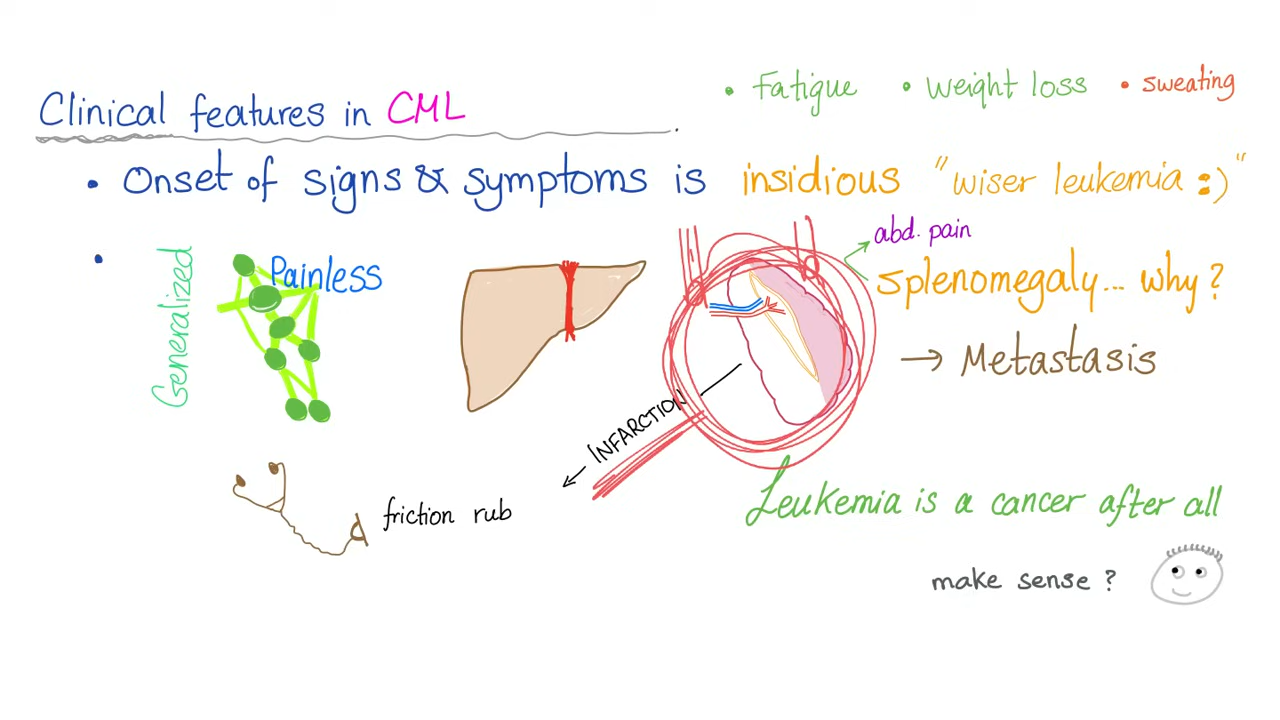 Clinical features in CML
• Fatigue • Weight loss • sweating
• Onset of signs & symptoms is insidious "wiser leukemia :)"
•
Generalized
Painless
abd. pain
Splenomegaly... why?
→ Metastasis
INFARCTION
friction rub
Leukemia is a cancer after all
make sense ?